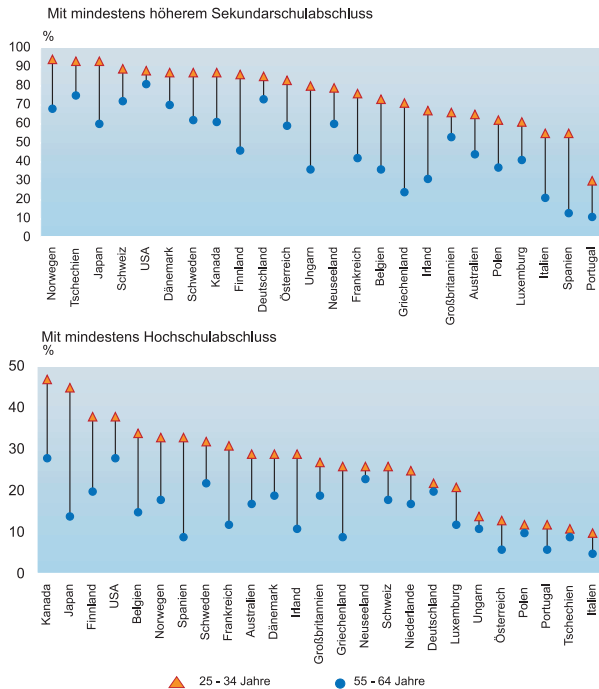 Mit mindestens höherem Sekundarschulabschluss
%
100
90
80
70
60
50
40
30
20
10
0
Norwegen
Tschechien
Japan
Schweiz
USA
Dänemark
Schweden
Kanada
Finnland
Deutschland
Österreich
Ungarn
Neuseeland
Frankreich
Belgien
Griechenland
Irland
Großbritannien
Australien
Polen
Luxemburg
Italien
Spanien
Portugal
Mit mindestens Hochschulabschluss
%
50
40
30
20
10
0
Kanada
Japan
Finnland
USA
Belgien
Norwegen
Spanien
Schweden
Frankreich
Australien
Dänemark
Irland
Großbritannien
Griechenland
Neuseeland
Schweiz
Niederlande
Deutschland
Luxemburg
Ungarn
Österreich
Polen
Portugal
Tschechien
Italien
25 - 34 Jahre
55 - 64 Jahre